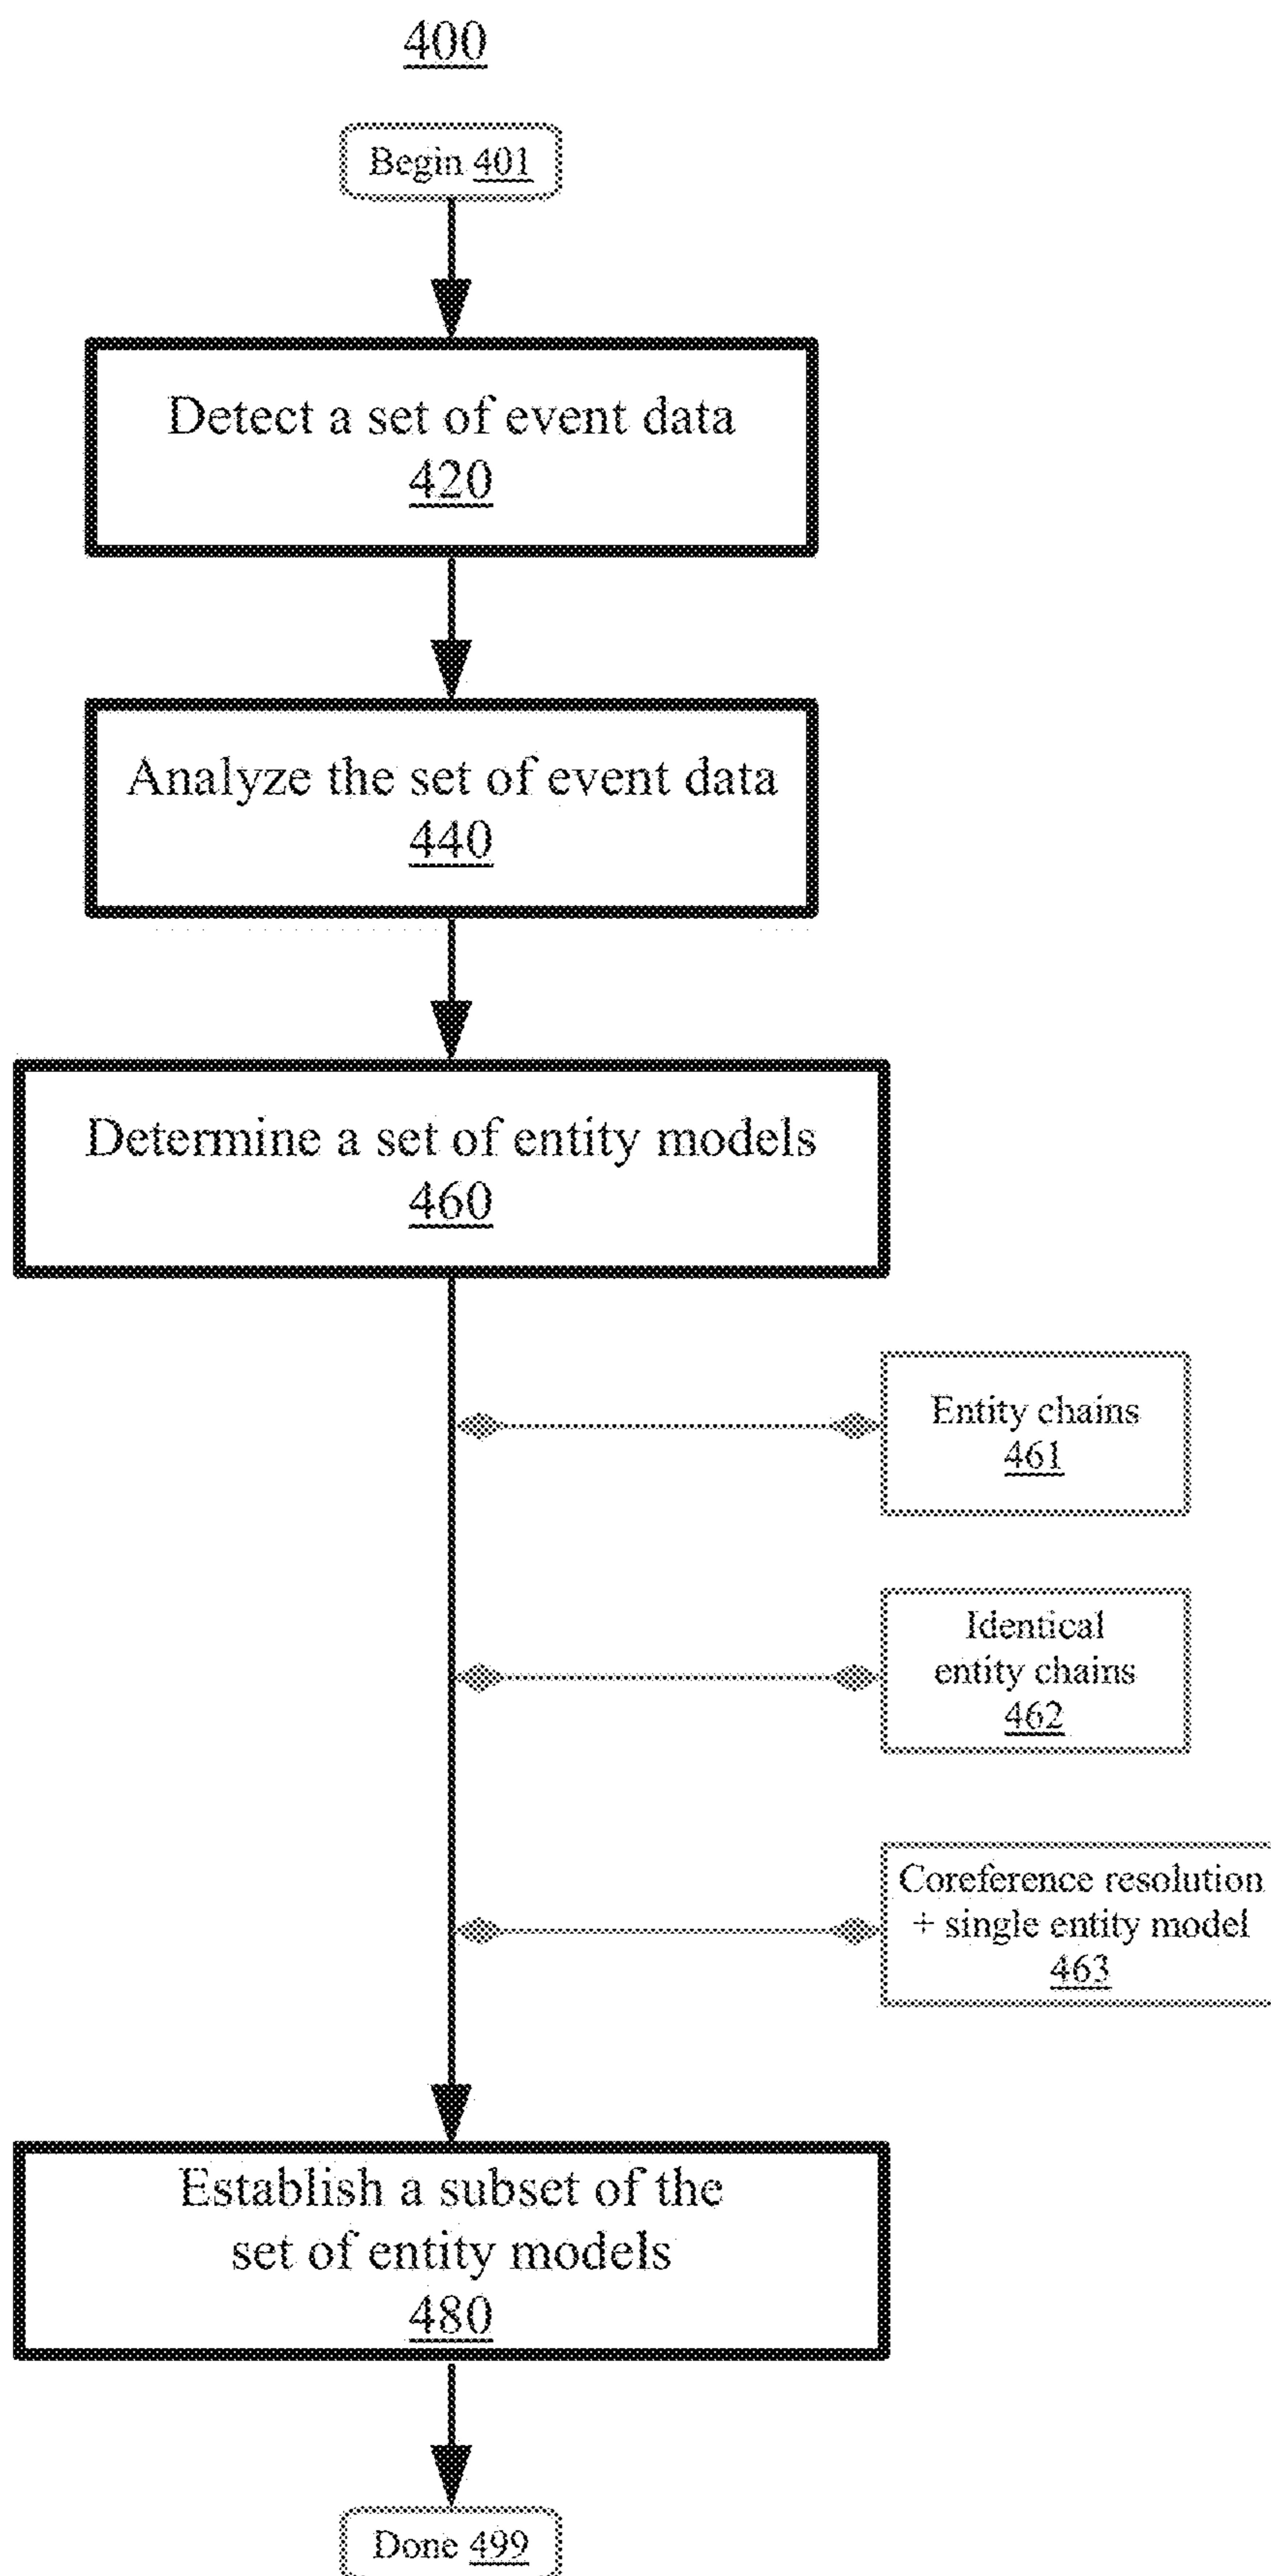 400
Begin 401
Detect a set of event data
420
Analyze the set of event data
440
Determine a set of entity models
460
Entity chains
461
Identical
entity chains
462
Coreference resolution
+ single entity model
463
Establish a subset of the
set of entity models
480
Done 499